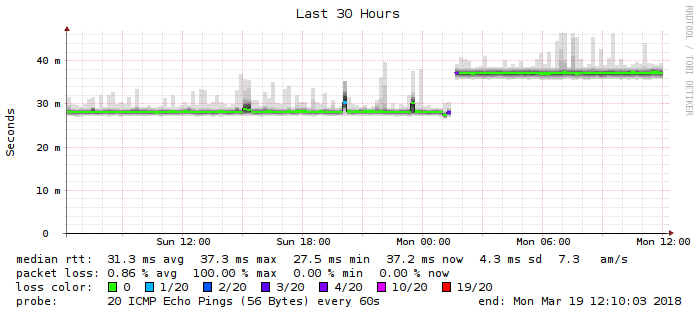 Last 30 Hours
RRDTOOL / TOBI OETIKER
Seconds
40 m
30 m
20 m
10 m
0
Sun 12:00 Sun 18:00 Mon 00:00 Mon 06:00 Mon 12:00
median rtt: 31.3 ms avg 37.3 ms max 27.5 ms min 37.2 ms now 4.3 ms sd 7.3 am/s
packet loss: 0.86 % avg 100.00 % max 0.00 % min 0.00 % now
loss color: 0 1/20 2/20 3/20 4/20 10/20 19/20
probe: 20 ICMP Echo Pings (56 Bytes) every 60s end: Mon Mar 19 12:10:03 2018